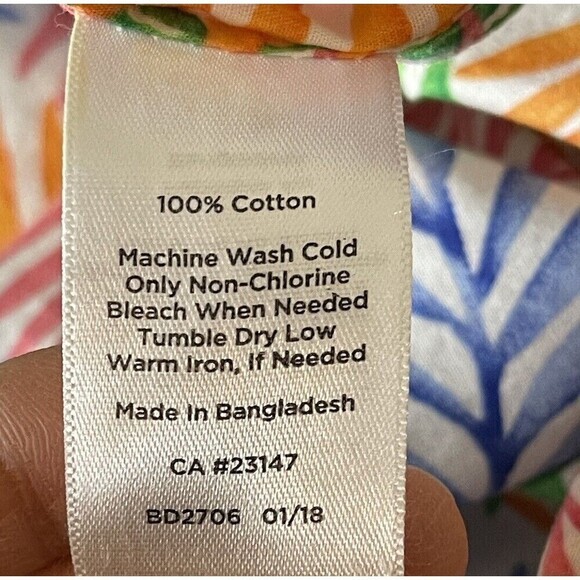 100% Cotton
Machine Wash Cold
Only Non-Chlorine
Bleach When Needed
Tumble Dry Low
Warm Iron, If Needed
Made In Bangladesh
CA #23147
BD2706 01/18